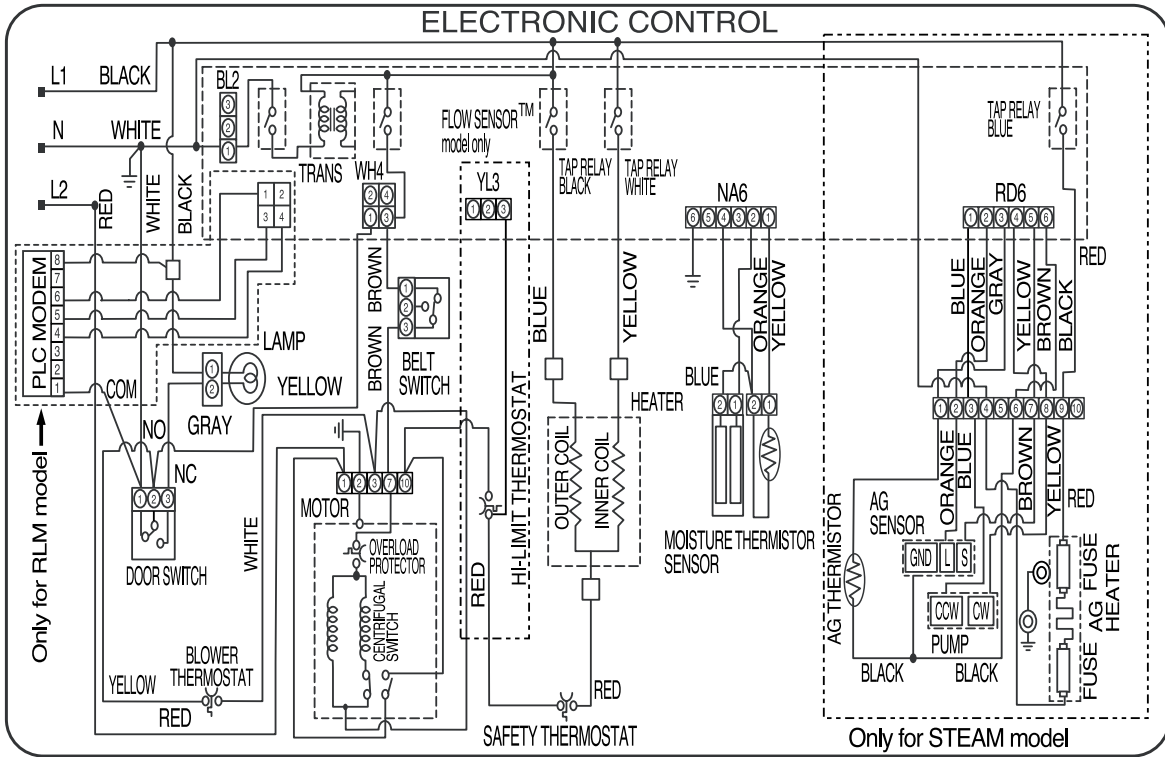 ELECTRONIC CONTROL
L1 BLACK
BL2
3
2
1
N WHITE
TRANS
WH4
2 4
1 3
FLOW SENSOR™
model only
YL3
1 2 3
TAP RELAY
BLACK
TAP RELAY
WHITE
NA6
6 5 4 3 2 1
TAP RELAY
BLUE
RD6
1 2 3 4 5 6
L2
RED
WHITE
BLACK
1 2
3 4
PLC MODEM
8
7
6
5
4
3
2
1
COM
Only for RLM model
LAMP
1
2
YELLOW
GRAY
NO
NC
1 2 3
DOOR SWITCH
BROWN
BROWN
1
2
3
BELT
SWITCH
BLUE
YELLOW
ORANGE
YELLOW
BLUE
2 1 2 1
MOISTURE THERMISTOR
SENSOR
HEATER
OUTER COIL
INNER COIL
HI-LIMIT THERMOSTAT
RED
MOTOR
1 2 3 7 10
OVERLOAD
PROTECTOR
CENTRIFUGAL
SWITCH
WHITE
BLOWER
THERMOSTAT
YELLOW
RED
SAFETY THERMOSTAT
RED
BLUE
ORANGE
GRAY
YELLOW
BROWN
BLACK
RED
1 2 3 4 5 6 7 8 9 10
ORANGE
BLUE
BROWN
YELLOW
RED
AG
SENSOR
GND L S
CCW CW
PUMP
AG THERMISTOR
BLACK
BLACK
FUSE
FUSE
AG
HEATER
Only for STEAM model